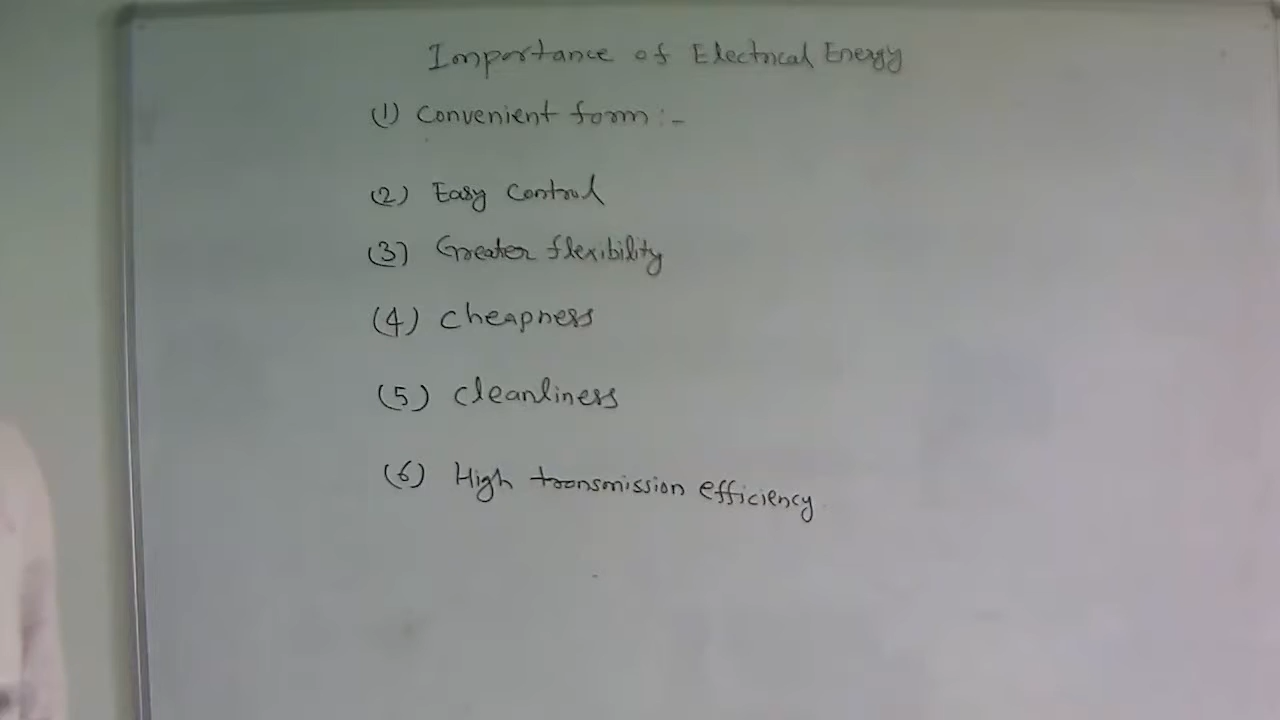 Importance of Electrical Energy
(1) Convenient form :-
(2) Easy Control
(3) Greater flexibility
(4) Cheapness
(5) Cleanliness
(6) High transmission efficiency